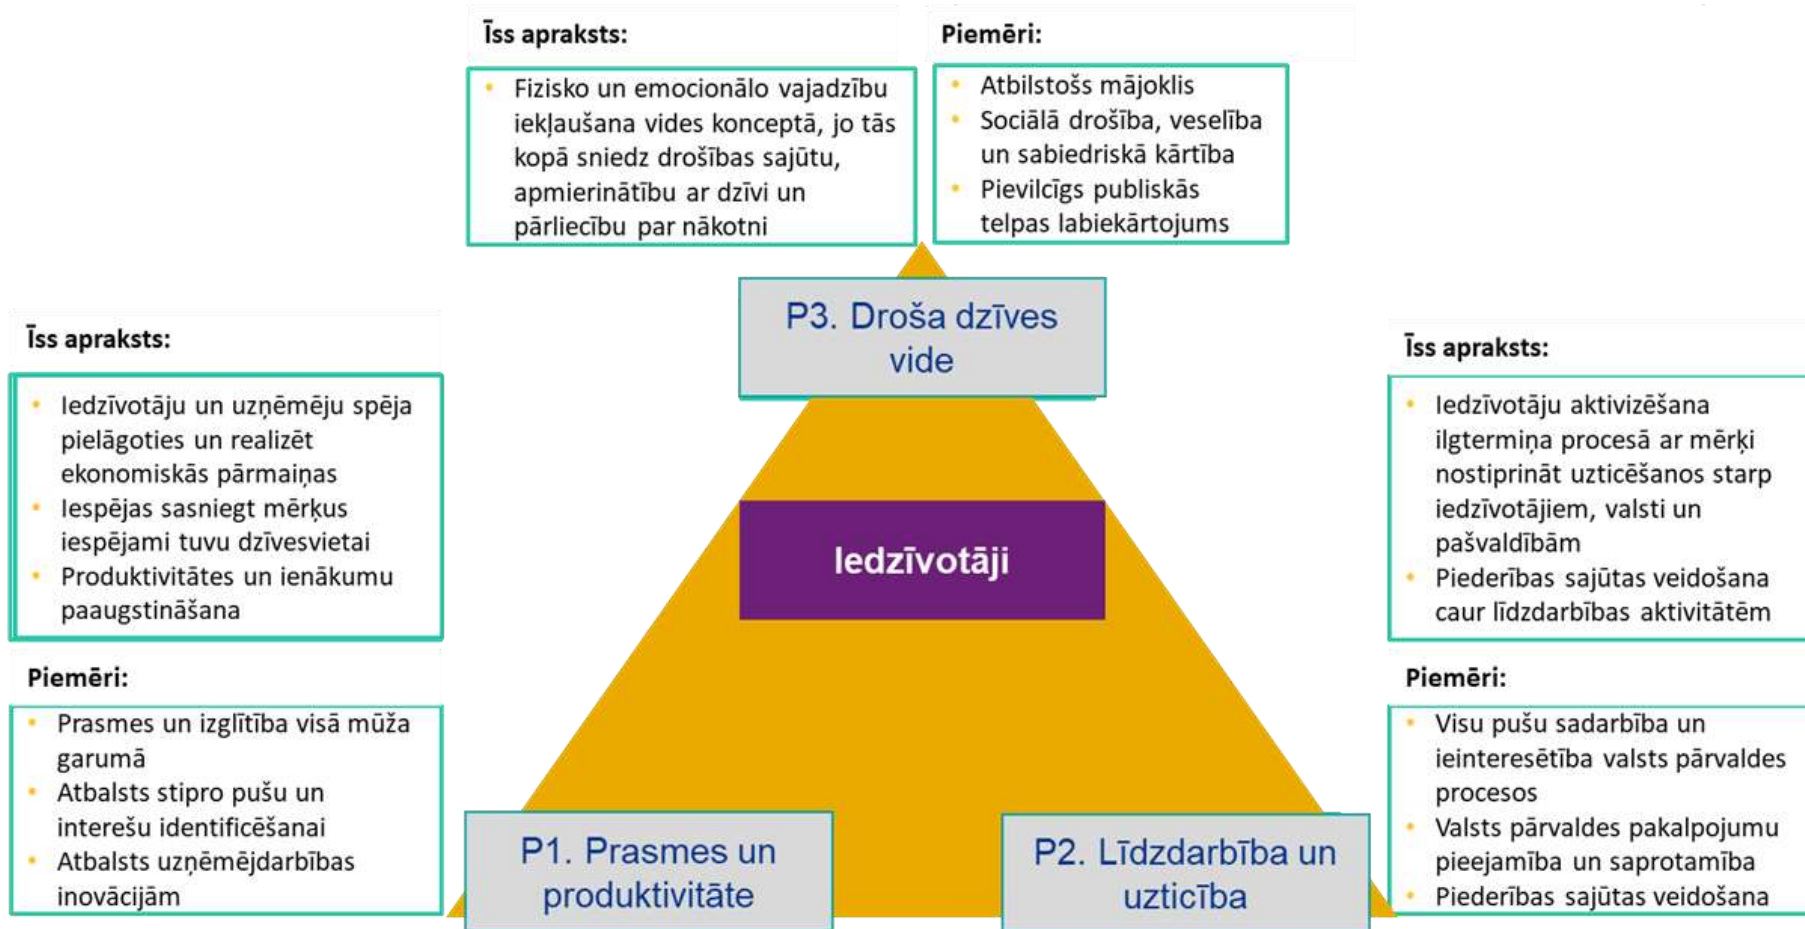 Īss apraksts:
• Fizisko un emocionālo vajadzību
iekļaušana vides konceptā, jo tās
kopā sniedz drošības sajūtu,
apmierinātību ar dzīvi un
pārliecību par nākotni
Piemēri:
• Atbilstošs mājoklis
• Sociālā drošība, veselība
un sabiedriskā kārtība
• Pievilcīgs publiskās
telpas labiekārtojums
P3. Droša dzīves
vide
Īss apraksts:
• Iedzīvotāju un uzņēmēju spēja
pielāgoties un realizēt
ekonomiskās pārmaiņas
• Iespējas sasniegt mērķus
iespējami tuvu dzīvesvietai
• Produktivitātes un ienākumu
paaugstināšana
Piemēri:
• Prasmes un izglītība visā mūža
garumā
• Atbalsts stipro pušu un
interešu identificēšanai
• Atbalsts uzņēmējdarbības
inovācijām
Iedzīvotāji
P1. Prasmes un
produktivitāte
P2. Līdzdarbība un
uzticība
Īss apraksts:
• Iedzīvotāju aktivizēšana
ilgtermiņa procesā ar mērķi
nostiprināt uzticēšanos starp
iedzīvotājiem, valsti un
pašvaldībām
• Piederības sajūtas veidošana
caur līdzdarbības aktivitātēm
Piemēri:
• Visu pušu sadarbība un
ieinteresētība valsts pārvaldes
procesos
• Valsts pārvaldes pakalpojumu
pieejamība un saprotamība
• Piederības sajūtas veidošana